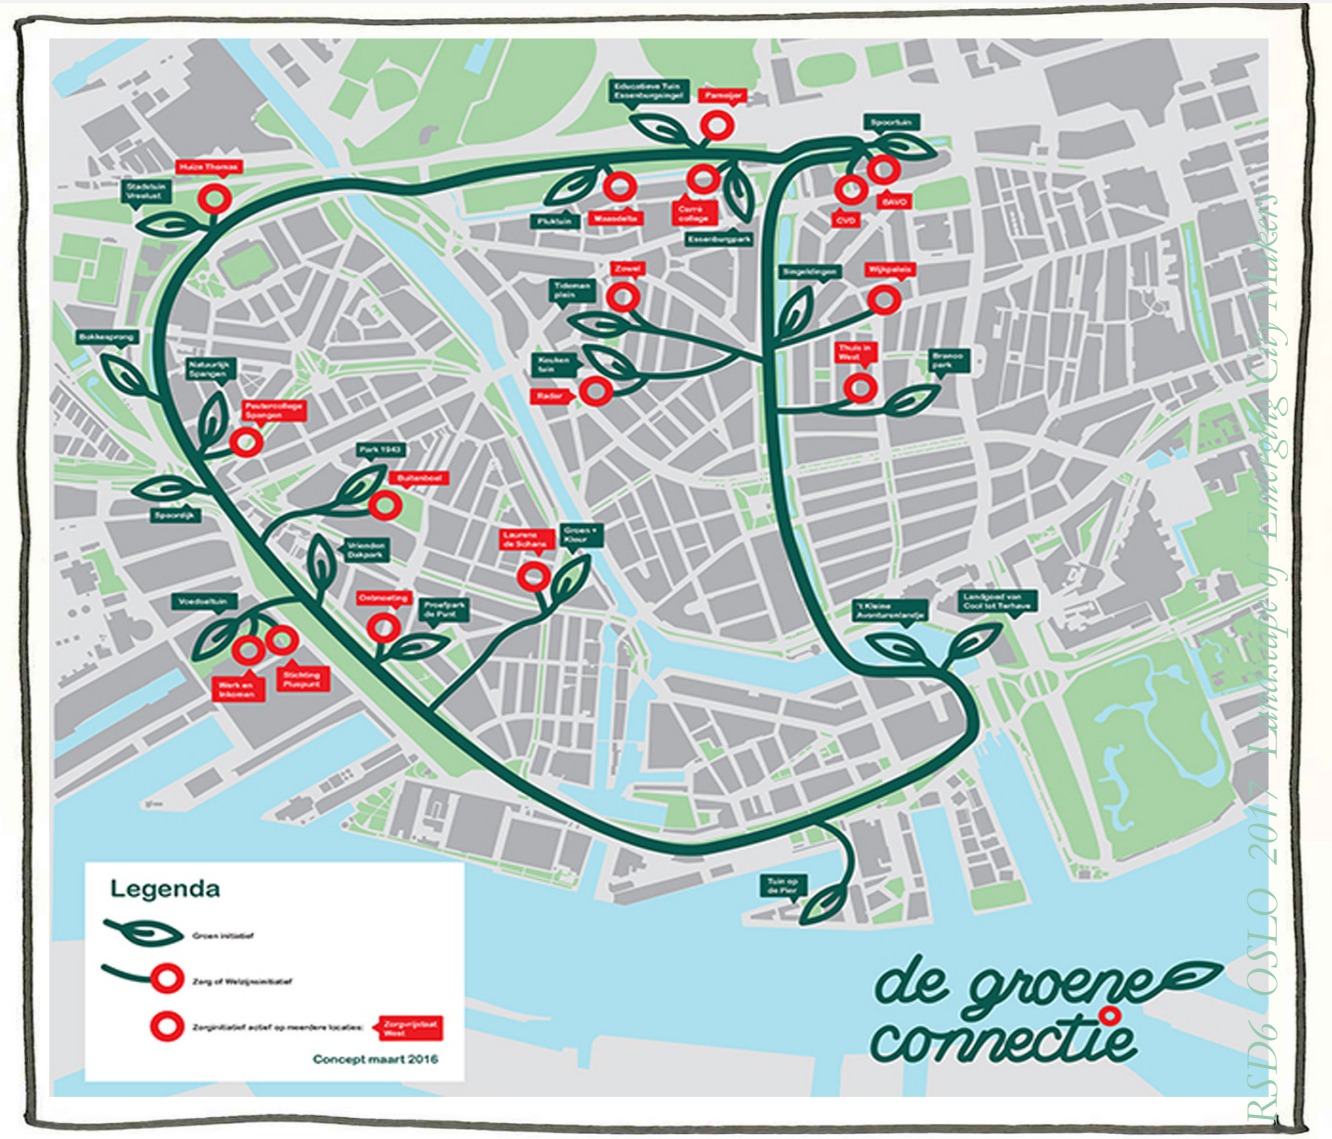 Educatieve Tuin
Essenburgsingel
Pameijer
Spoortuin
Huize Thomas
Stadstuin
Vreelust
BAVO
CVD
Pluktuin
Maasdelta
Carré
college
Essenburgpark
Zowel
Tideman
plein
Singeldingen
Wijkpaleis
Bokkesprong
Natuurlijk
Spangen
Keuken
tuin
Rader
Thuis in
West
Branco
park
Peutercollege
Spangen
Park 1943
Buitenboel
Spoordijk
Vrienden
Dakpark
Laurens
de Schans
Groen +
Kleur
Voedseltuin
Ontmoeting
Proefpark
de Punt
't Kleine
Avonturenlandje
Landgoed van
Cool tot Terhave
Werk en
Inkomen
Stichting
Pluspunt
Tuin op
de Pier
Legenda
Groen initiatief
Zorg of Welzijnsinitiatief
Zorginitiatief actief op meerdere locaties:
Zorgvrijstaat
West
Concept maart 2016
de groene
connectie
RSD6 OSLO 2017 Landscape of Emerging City Makers